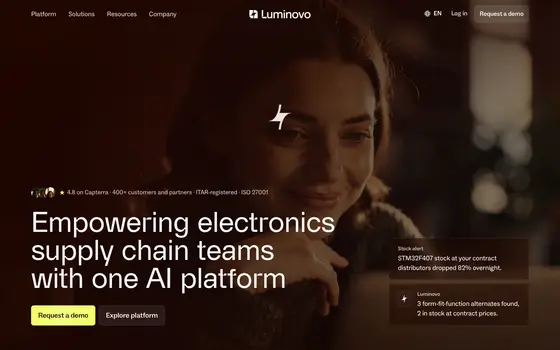 Platform Solutions Resources Company Luminovo EN Log in Request a demo
4.8 on Capterra · 400+ customers and partners · ITAR-registered · ISO 27001
Empowering electronics
supply chain teams
with one AI platform
Request a demo Explore platform
Stock alert
STM32F407 stock at your contract
distributors dropped 82% overnight.
Luminovo
3 form-fit-function alternates found,
2 in stock at contract prices.